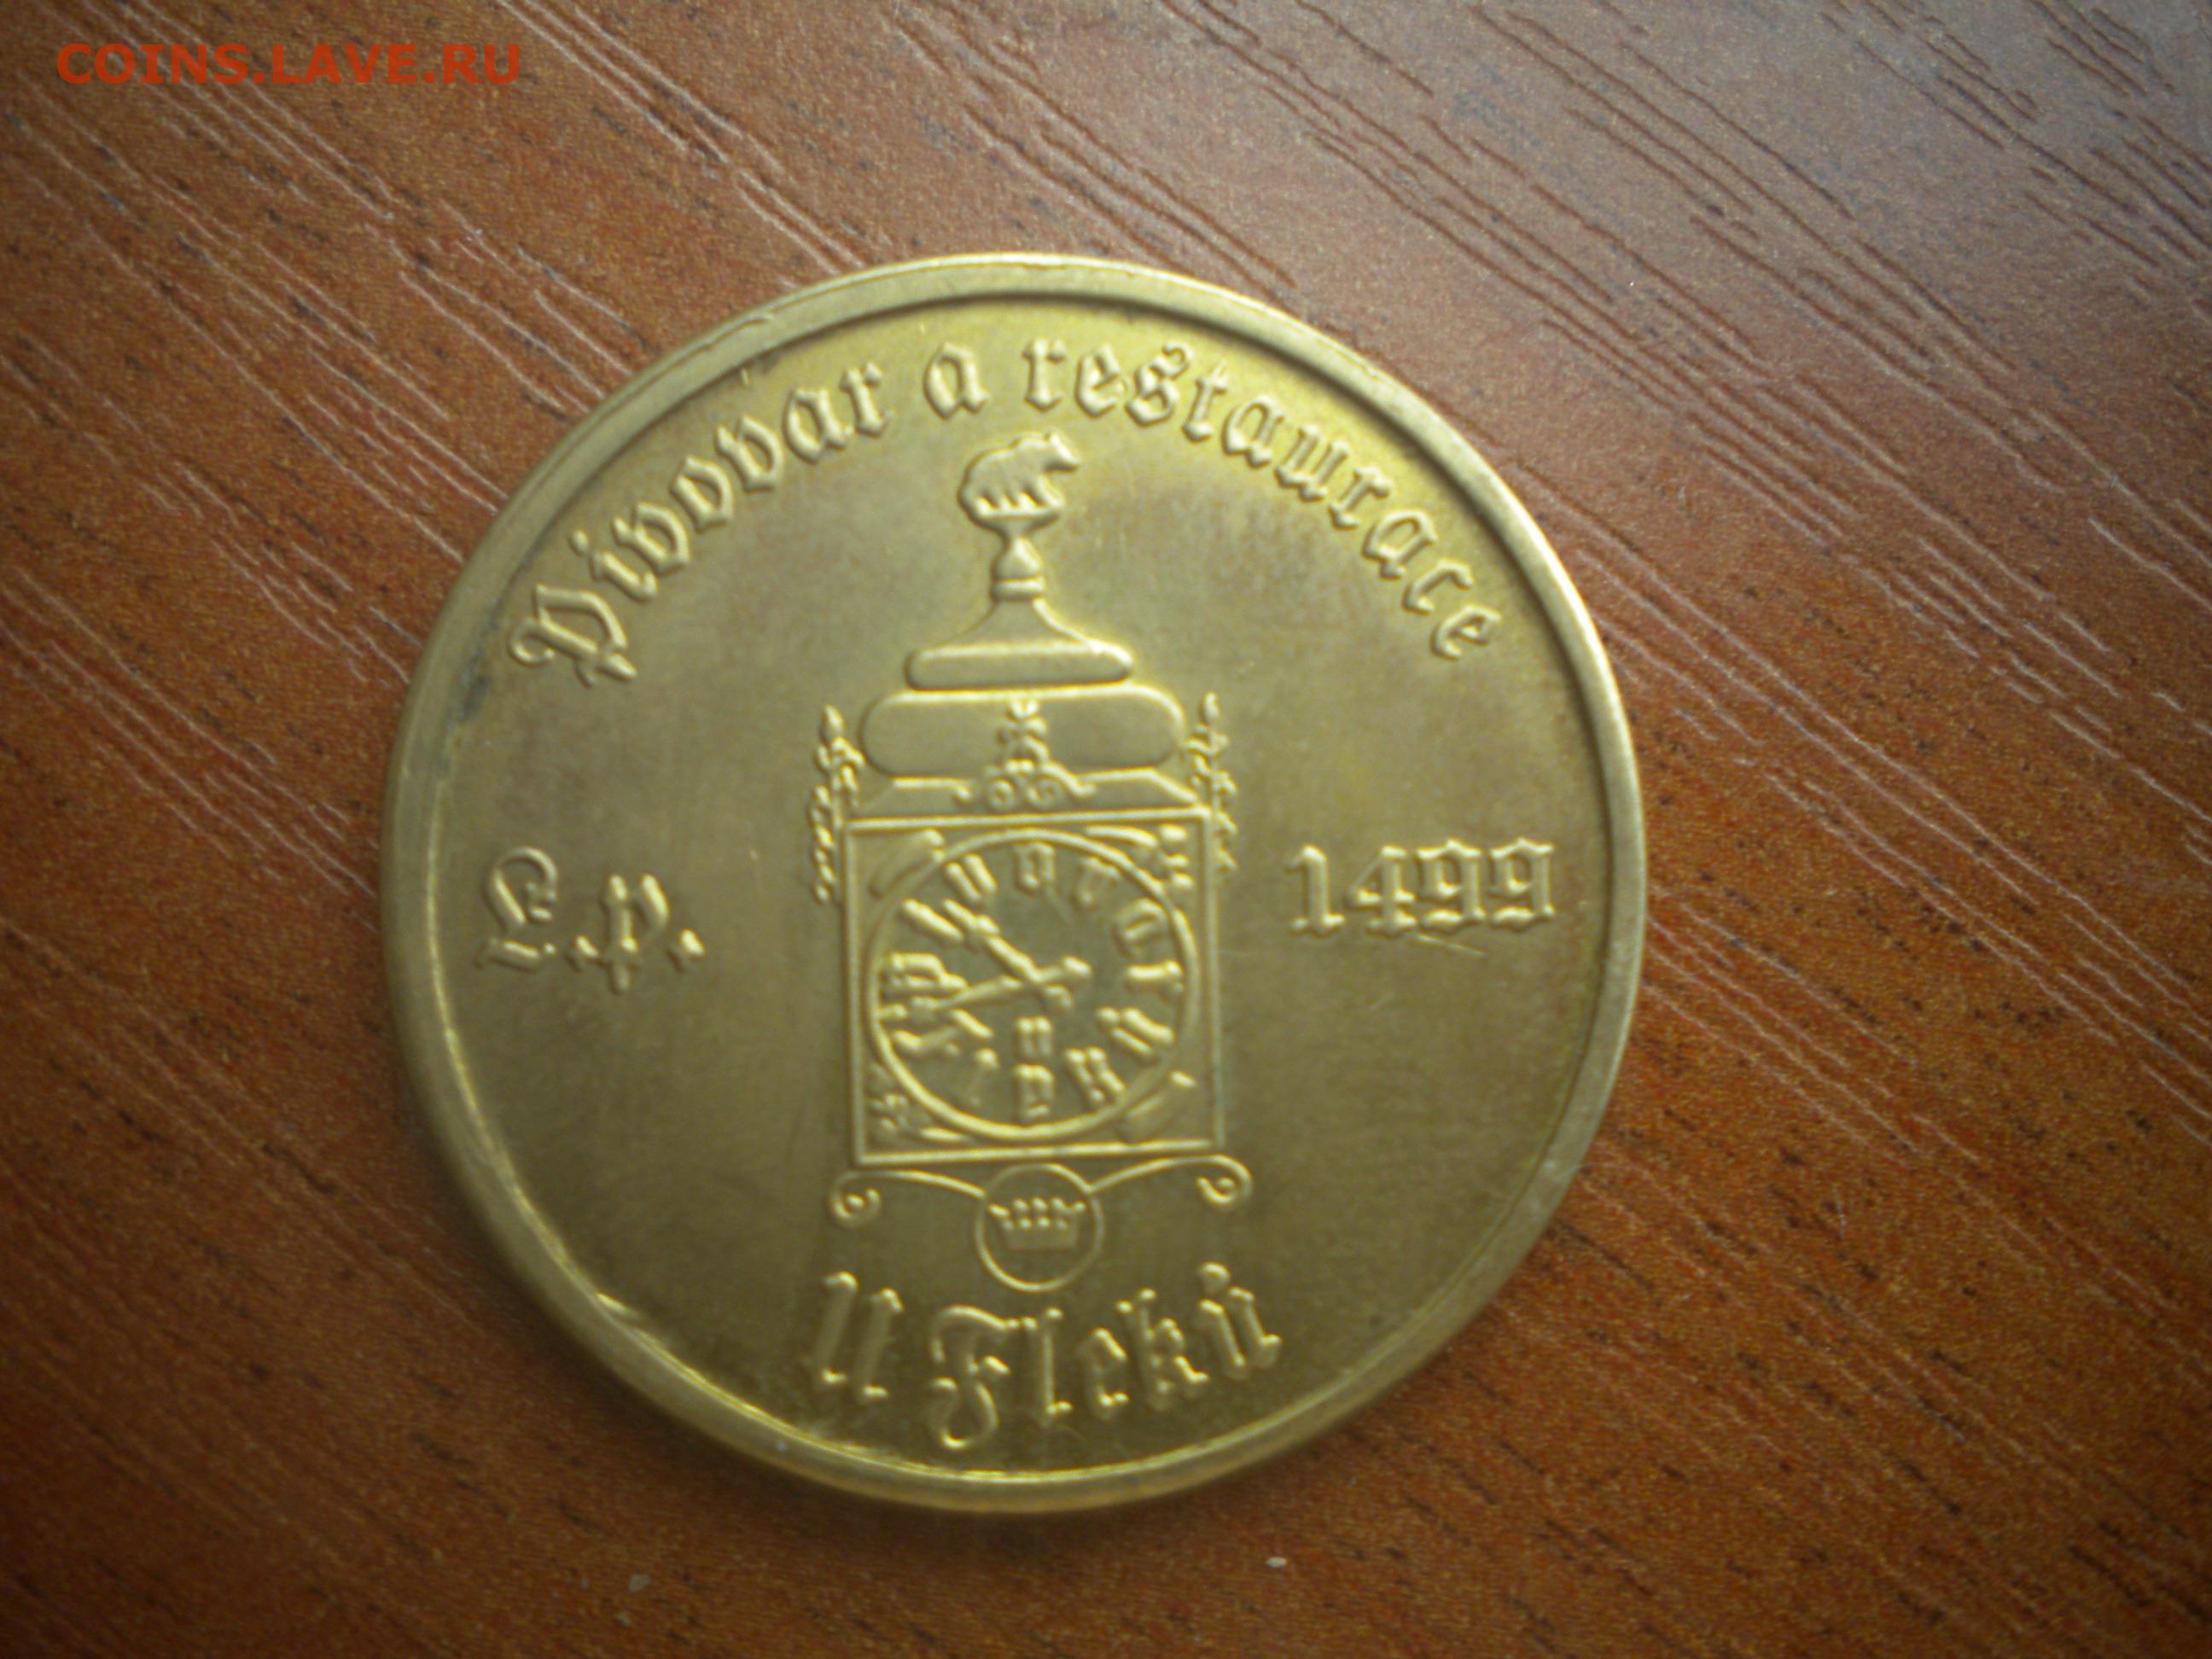 COINS.LAVE.RU
Pivovar a restaurace
L.P. 1499
U Fleků